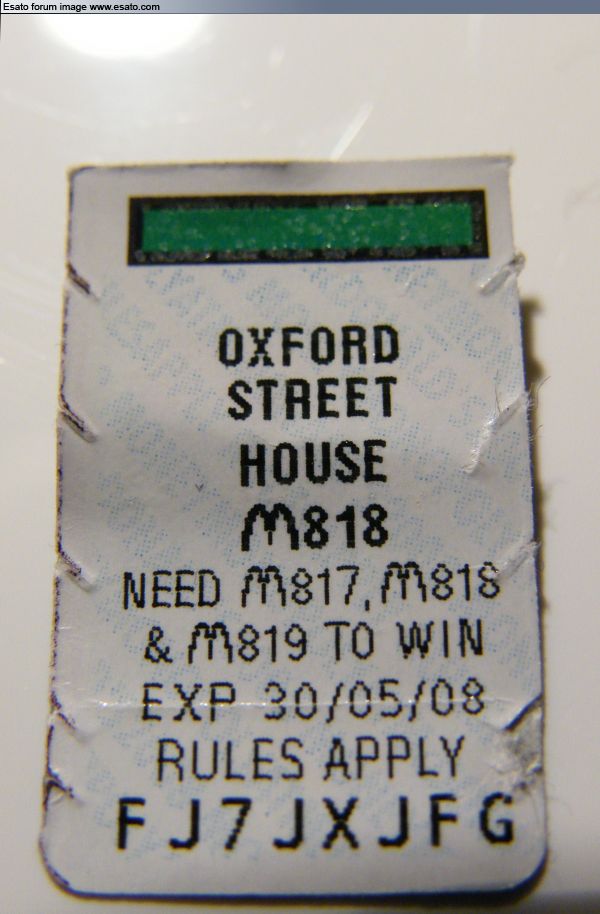 Esato forum image www.esato.com
OXFORD
STREET
HOUSE
M818
NEED M817, M818
& M819 TO WIN
EXP 30/05/08
RULES APPLY
FJ7JXJFG